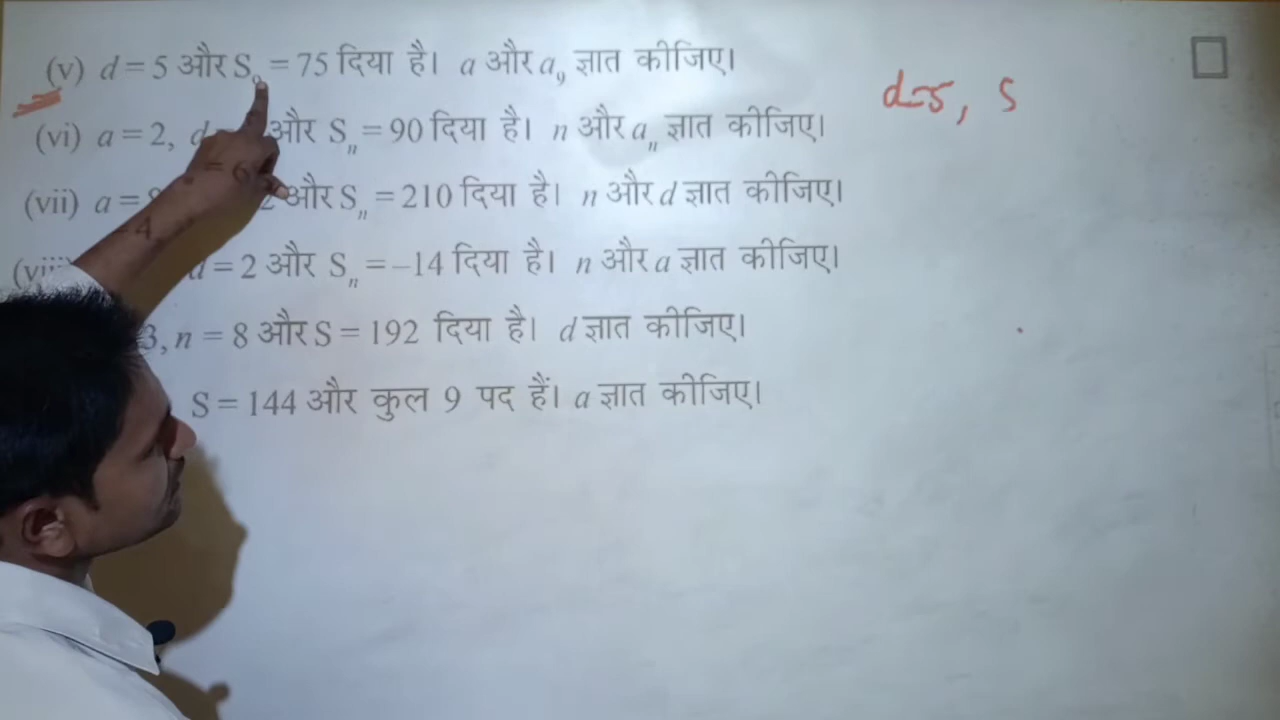 (v) d = 5 और S₉ = 75 दिया है। a और a₉ ज्ञात कीजिए।
d=5, S
(vi) a = 2, d और Sₙ = 90 दिया है। n और aₙ ज्ञात कीजिए।
(vii) a = और Sₙ = 210 दिया है। n और d ज्ञात कीजिए।
d = 2 और Sₙ = –14 दिया है। n और a ज्ञात कीजिए।
3, n = 8 और S = 192 दिया है। d ज्ञात कीजिए।
S = 144 और कुल 9 पद हैं। a ज्ञात कीजिए।